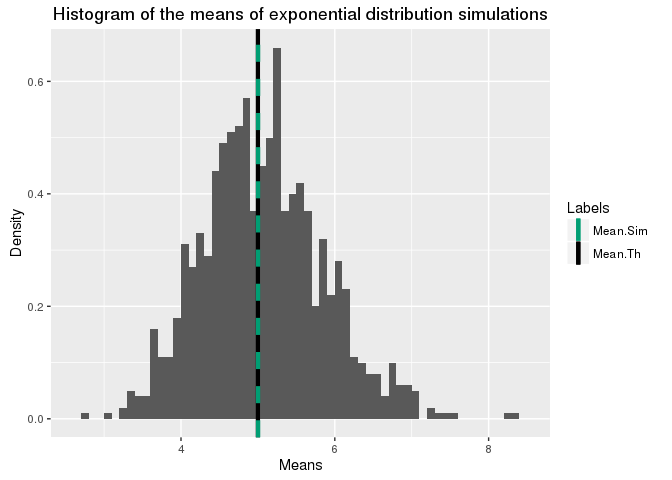 Histogram of the means of exponential distribution simulations
0.6
0.4
0.2
0.0
Density
4 6 8
Means
Labels
Mean.Sim
Mean.Th